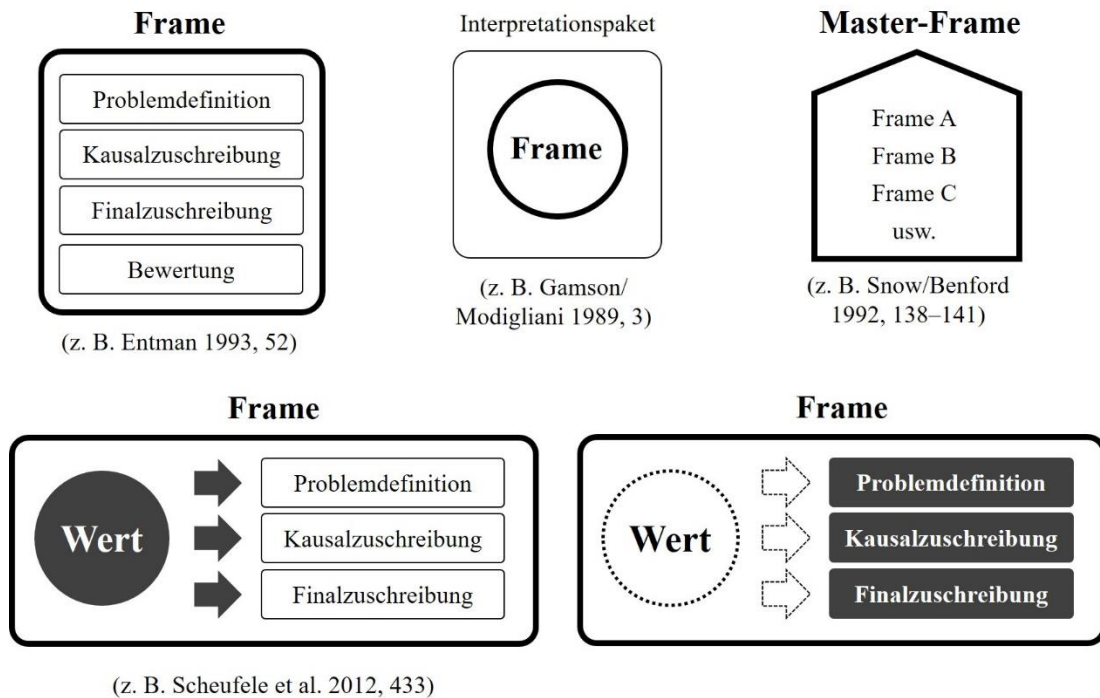 Frame
Problemdefinition
Kausalzuschreibung
Finalzuschreibung
Bewertung
(z. B. Entman 1993, 52)
Interpretationspaket
Frame
(z. B. Gamson/
Modigliani 1989, 3)
Master-Frame
Frame A
Frame B
Frame C
usw.
(z. B. Snow/Benford
1992, 138–141)
Frame
Wert
Problemdefinition
Kausalzuschreibung
Finalzuschreibung
(z. B. Scheufele et al. 2012, 433)
Frame
Wert
Problemdefinition
Kausalzuschreibung
Finalzuschreibung